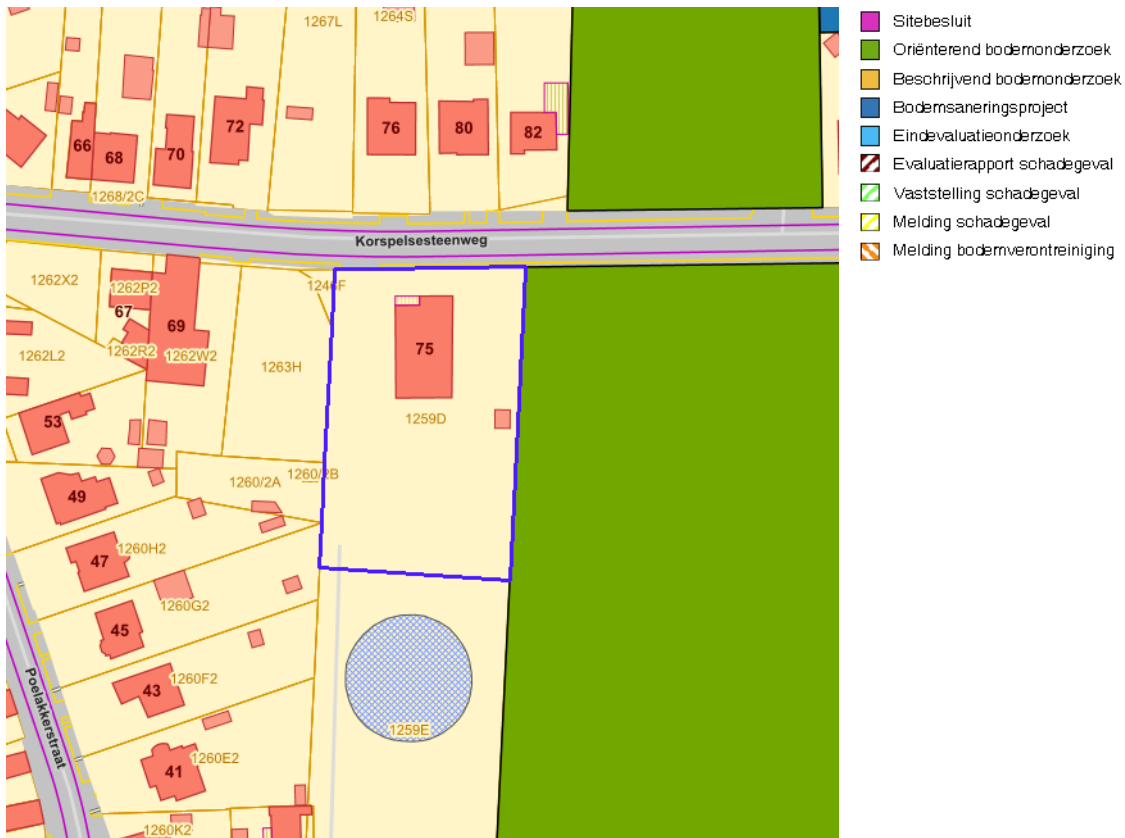 1267L
1264S
66
68
70
72
76
80
82
1268/2C
Korspelsesteenweg
1262X2
1262P2
67
69
1262R2
1262W2
1262L2
1246F
1263H
75
1259D
53
49
1260/2A
1260/2B
47
1260H2
1260G2
45
43
1260F2
1259E
41
1260E2
1260K2
Poelakkerstraat
Sitebesluit
Oriënterend bodemonderzoek
Beschrijvend bodemonderzoek
Bodemsaneringsproject
Eindevaluatieonderzoek
Evaluatierapport schadegeval
Vaststelling schadegeval
Melding schadegeval
Melding bodemverontreiniging